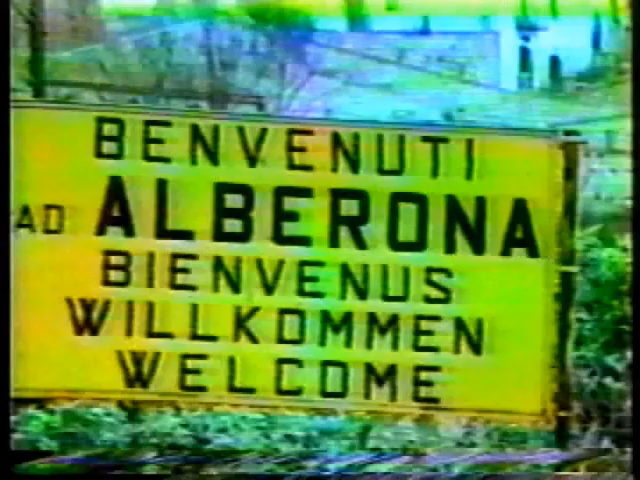 BENVENUTI
AD ALBERONA
BIENVENUS
WILLKOMMEN
WELCOME